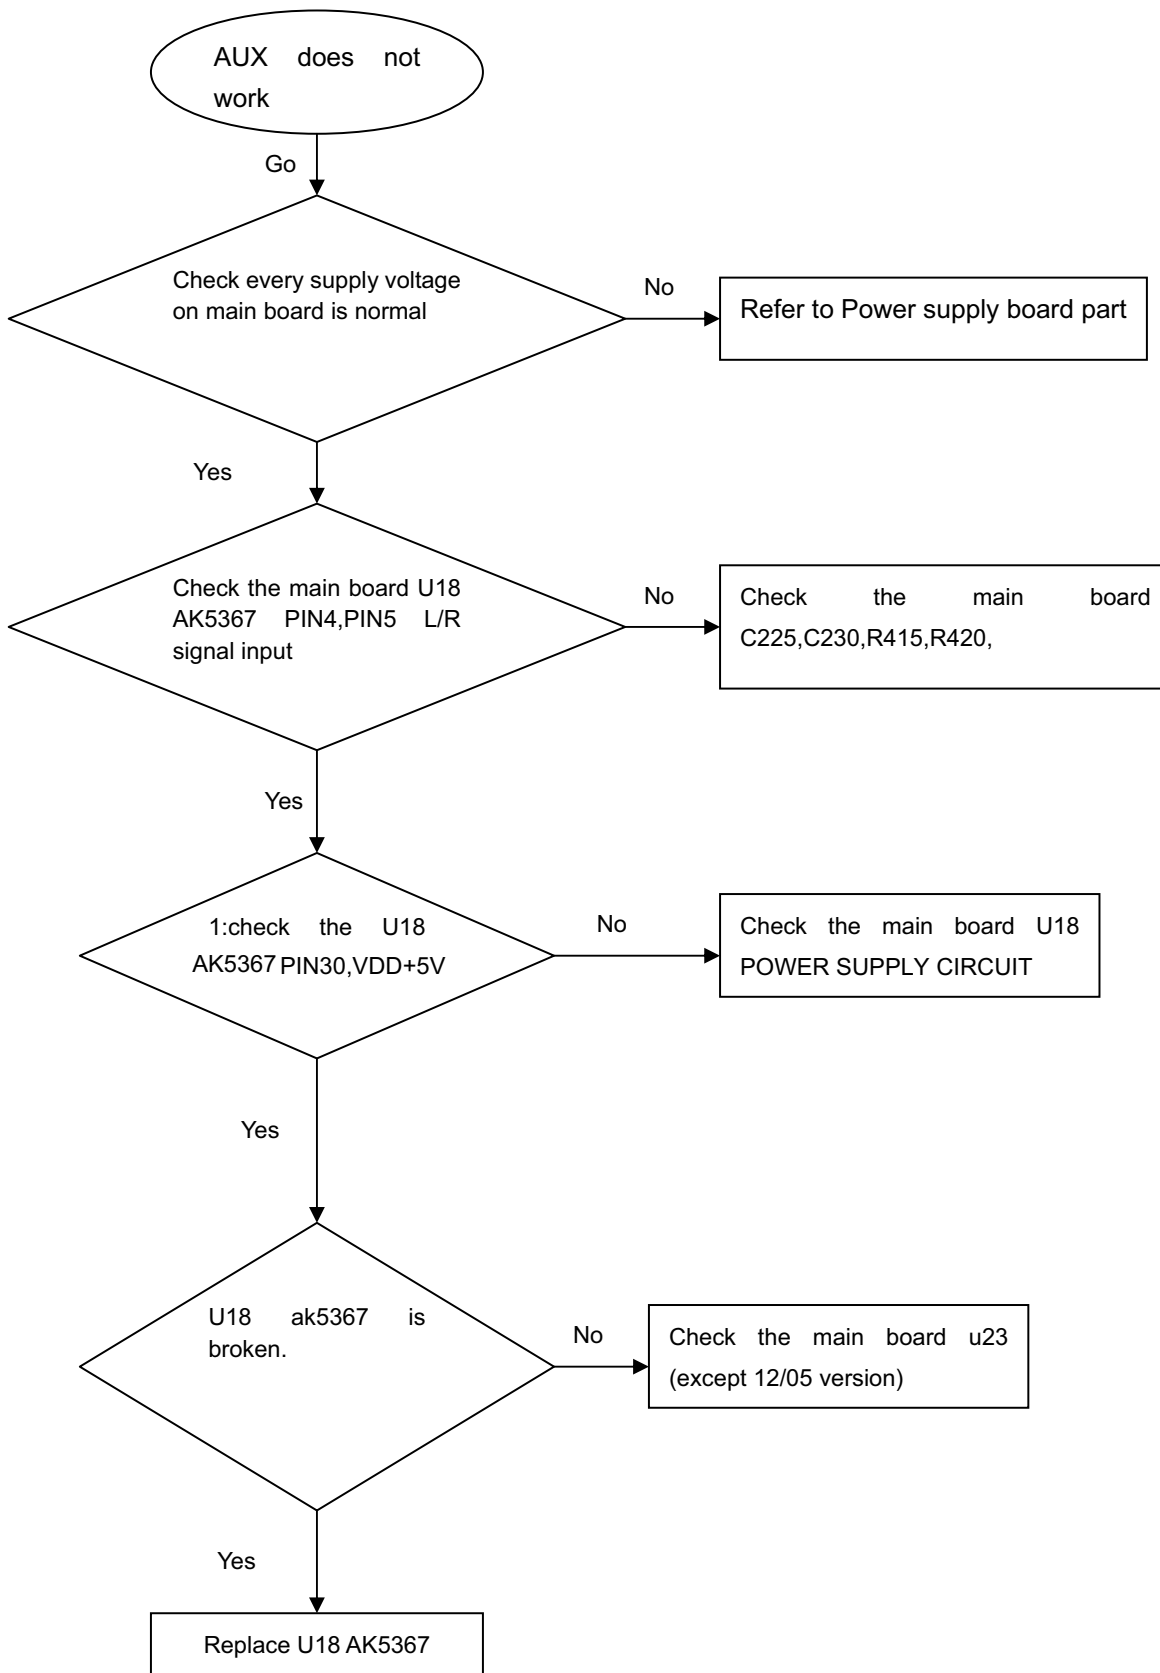 AUX does not
work
Go
Check every supply voltage
on main board is normal
No
Refer to Power supply board part
Yes
Check the main board U18
AK5367 PIN4,PIN5 L/R
signal input
No
Check the main board
C225,C230,R415,R420,
Yes
1:check the U18
AK5367 PIN30,VDD+5V
No
Check the main board U18
POWER SUPPLY CIRCUIT
Yes
U18 ak5367 is
broken.
No
Check the main board u23
(except 12/05 version)
Yes
Replace U18 AK5367